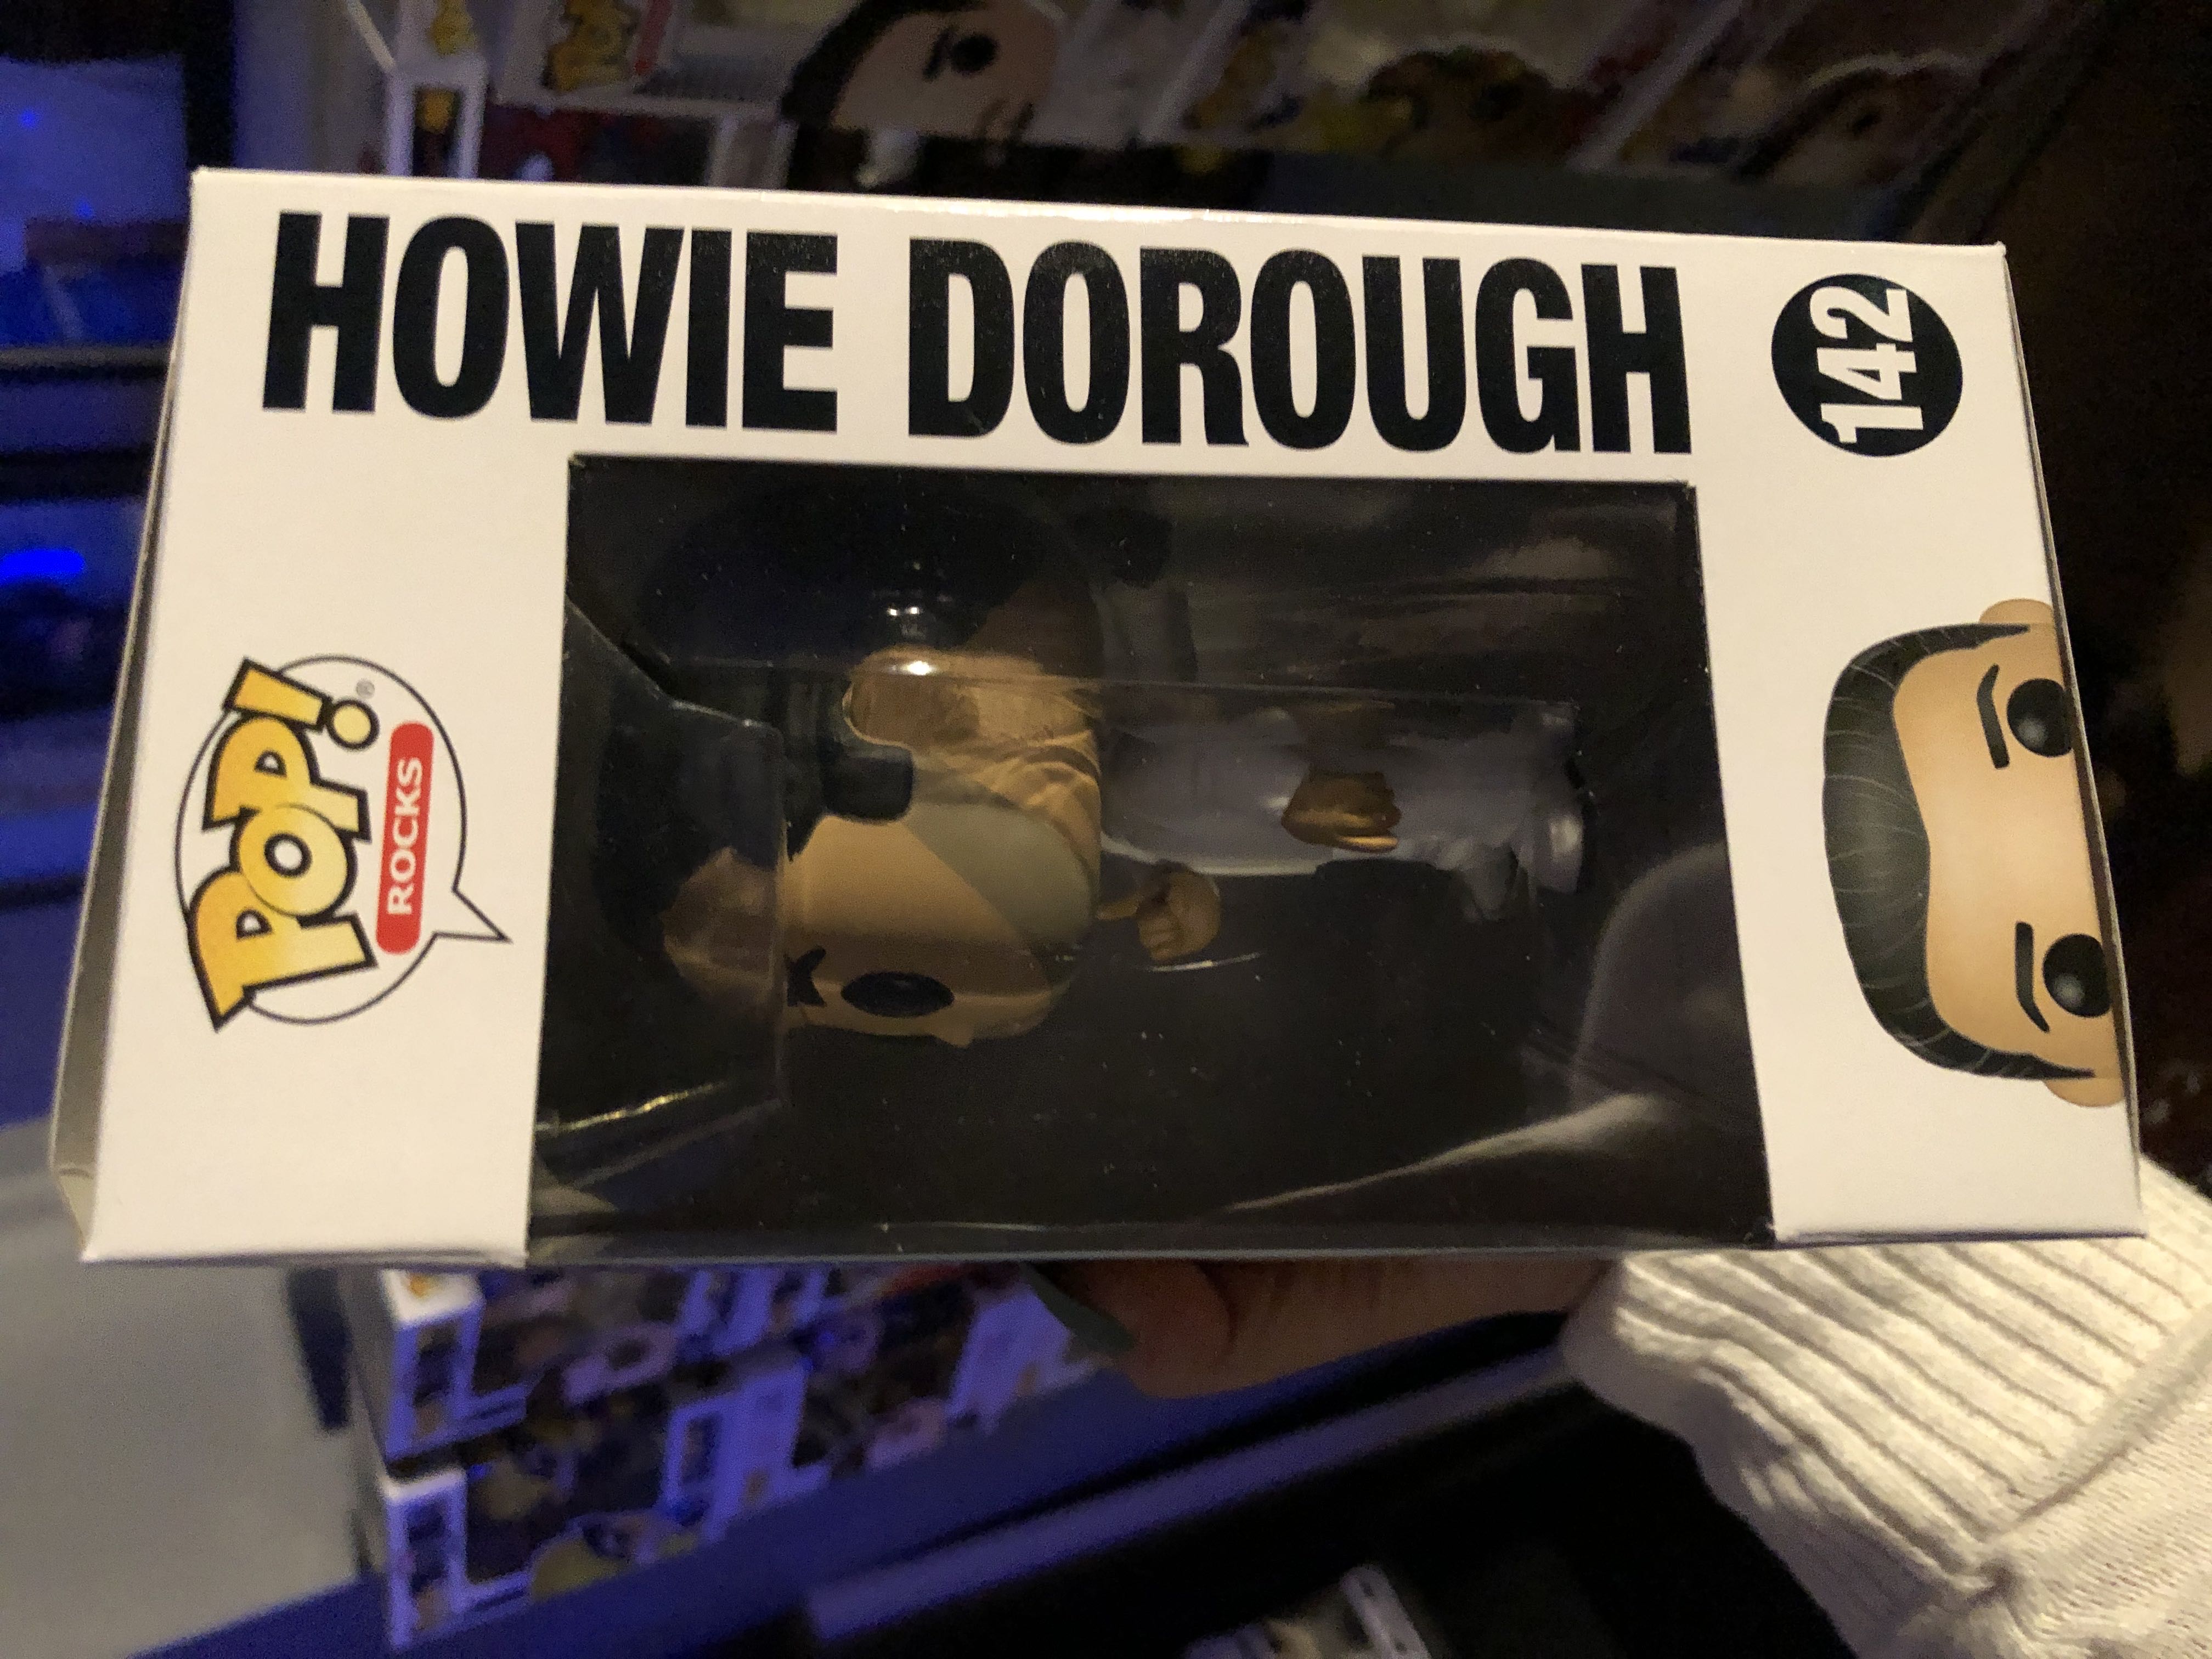 HOWIE DOROUGH
142
POP! ®
ROCKS